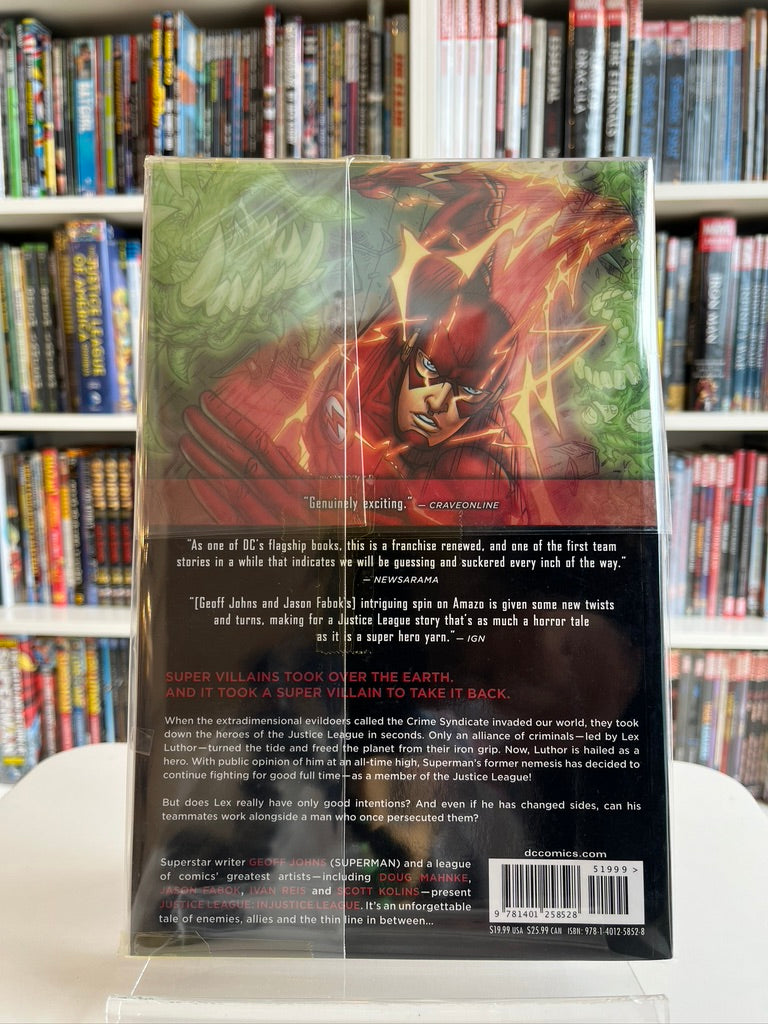 BATGIRL
ESSENTIAL
DRACULA
THE ETERNALS
JUSTICE LEAGUE
OF AMERICA
MARVEL
IRON MAN
“Genuinely exciting.” — CRAVEONLINE
“As one of DC’s flagship books, this is a franchise renewed, and one of the first team
stories in a while that indicates we will be guessing and suckered every inch of the way.”
— NEWSARAMA
“[Geoff Johns and Jason Fabok’s] intriguing spin on Amazo is given some new twists
and turns, making for a Justice League story that’s as much a horror tale
as it is a super hero yarn.” — IGN
SUPER VILLAINS TOOK OVER THE EARTH.
AND IT TOOK A SUPER VILLAIN TO TAKE IT BACK.
When the extradimensional evildoers called the Crime Syndicate invaded our world, they took
down the heroes of the Justice League in seconds. Only an alliance of criminals—led by Lex
Luthor—turned the tide and freed the planet from their iron grip. Now, Luthor is hailed as a
hero. With public opinion of him at an all-time high, Superman’s former nemesis has decided to
continue fighting for good full time—as a member of the Justice League!
But does Lex really have only good intentions? And even if he has changed sides, can his
teammates work alongside a man who once persecuted them?
Superstar writer GEOFF JOHNS (SUPERMAN) and a league
of comics’ greatest artists—including DOUG MAHNKE,
JASON FABOK, IVAN REIS and SCOTT KOLINS—present
JUSTICE LEAGUE: INJUSTICE LEAGUE. It’s an unforgettable
tale of enemies, allies and the thin line in between...
dccomics.com
51999 >
9 781401 258528
$19.99 USA $25.99 CAN ISBN: 978-1-4012-5852-8